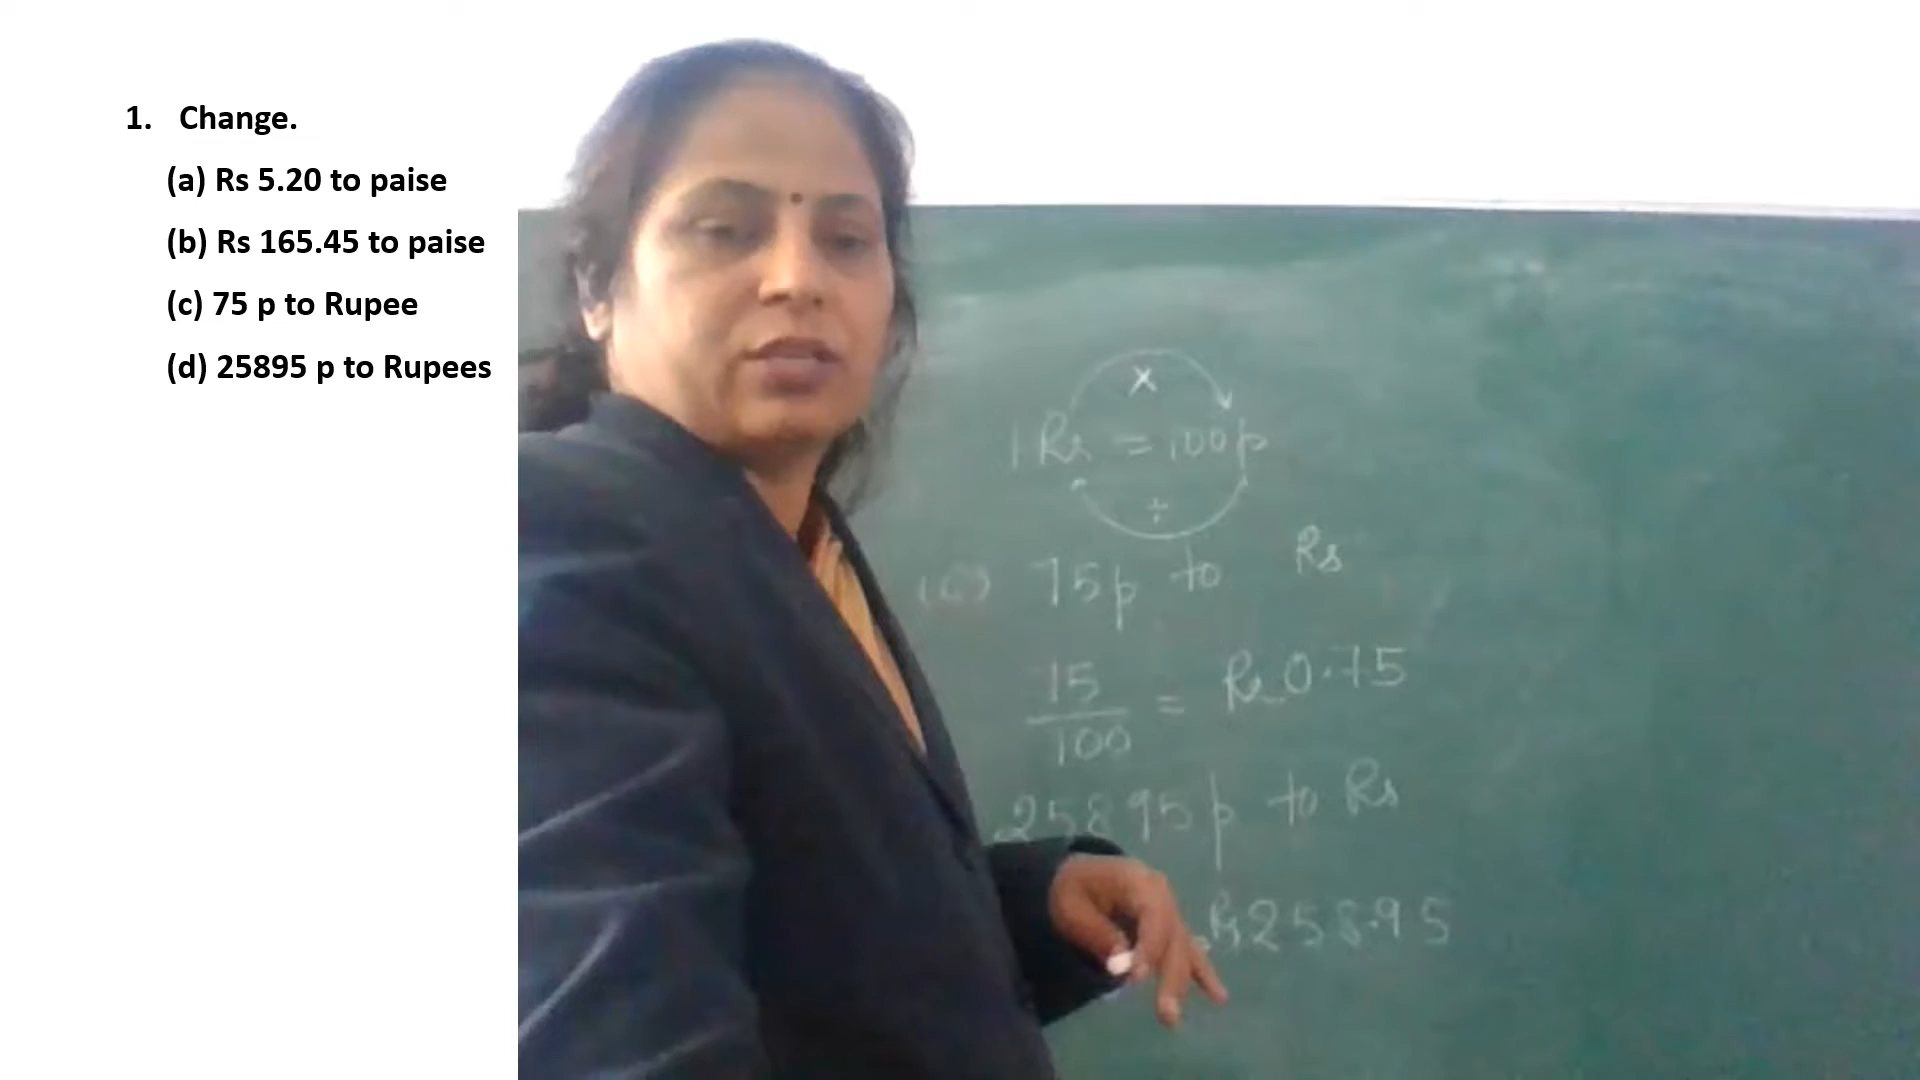 1. Change.
(a) Rs 5.20 to paise
(b) Rs 165.45 to paise
(c) 75 p to Rupee
(d) 25895 p to Rupees
×
1 Rs = 100p
÷
(c) 75p to Rs
75
100
= Rs 0.75
25895p to Rs
Rs 258.95